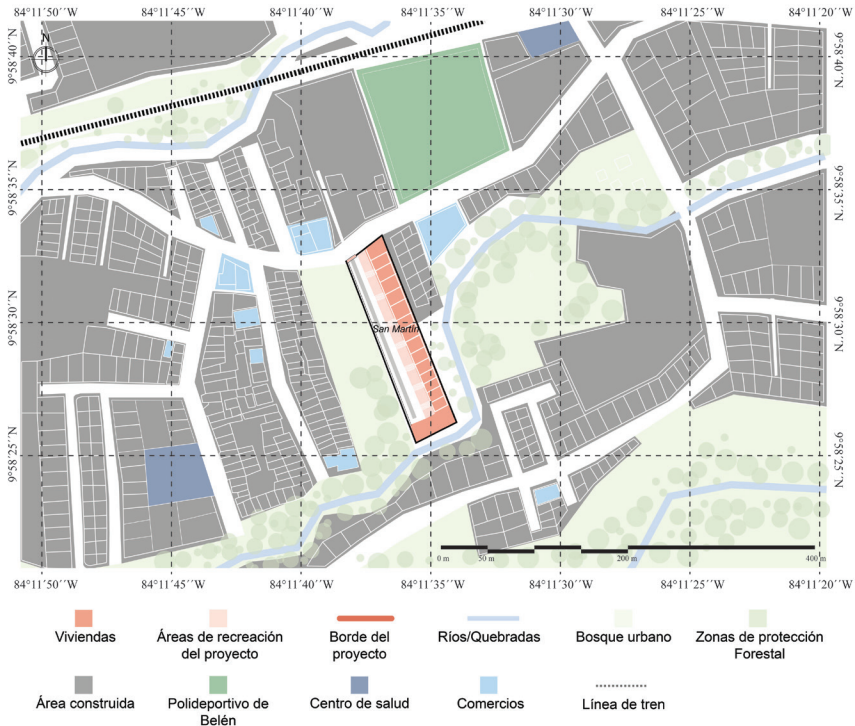 84°11'50"W 84°11'45"W 84°11'40"W 84°11'35"W 84°11'30"W 84°11'25"W 84°11'20"W
N
9°58'40"N 9°58'40"N
9°58'35"N 9°58'35"N
9°58'30"N San Martín 9°58'30"N
9°58'25"N 9°58'25"N
0 m 50 m 200 m 400 m
84°11'50"W 84°11'45"W 84°11'40"W 84°11'35"W 84°11'30"W 84°11'25"W 84°11'20"W
Viviendas
Áreas de recreación
del proyecto
Borde del
proyecto
Ríos/Quebradas
Bosque urbano
Zonas de protección
Forestal
Área construida
Polideportivo de
Belén
Centro de salud
Comercios
Línea de tren